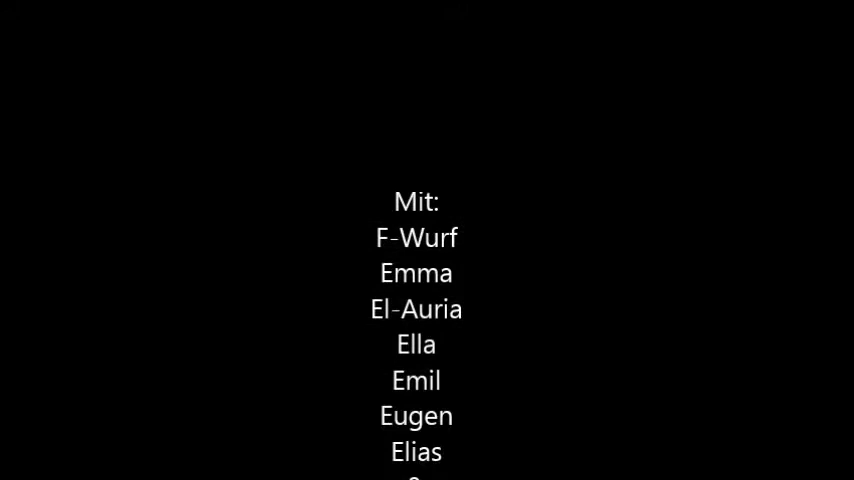 Mit:
F-Wurf
Emma
El-Auria
Ella
Emil
Eugen
Elias